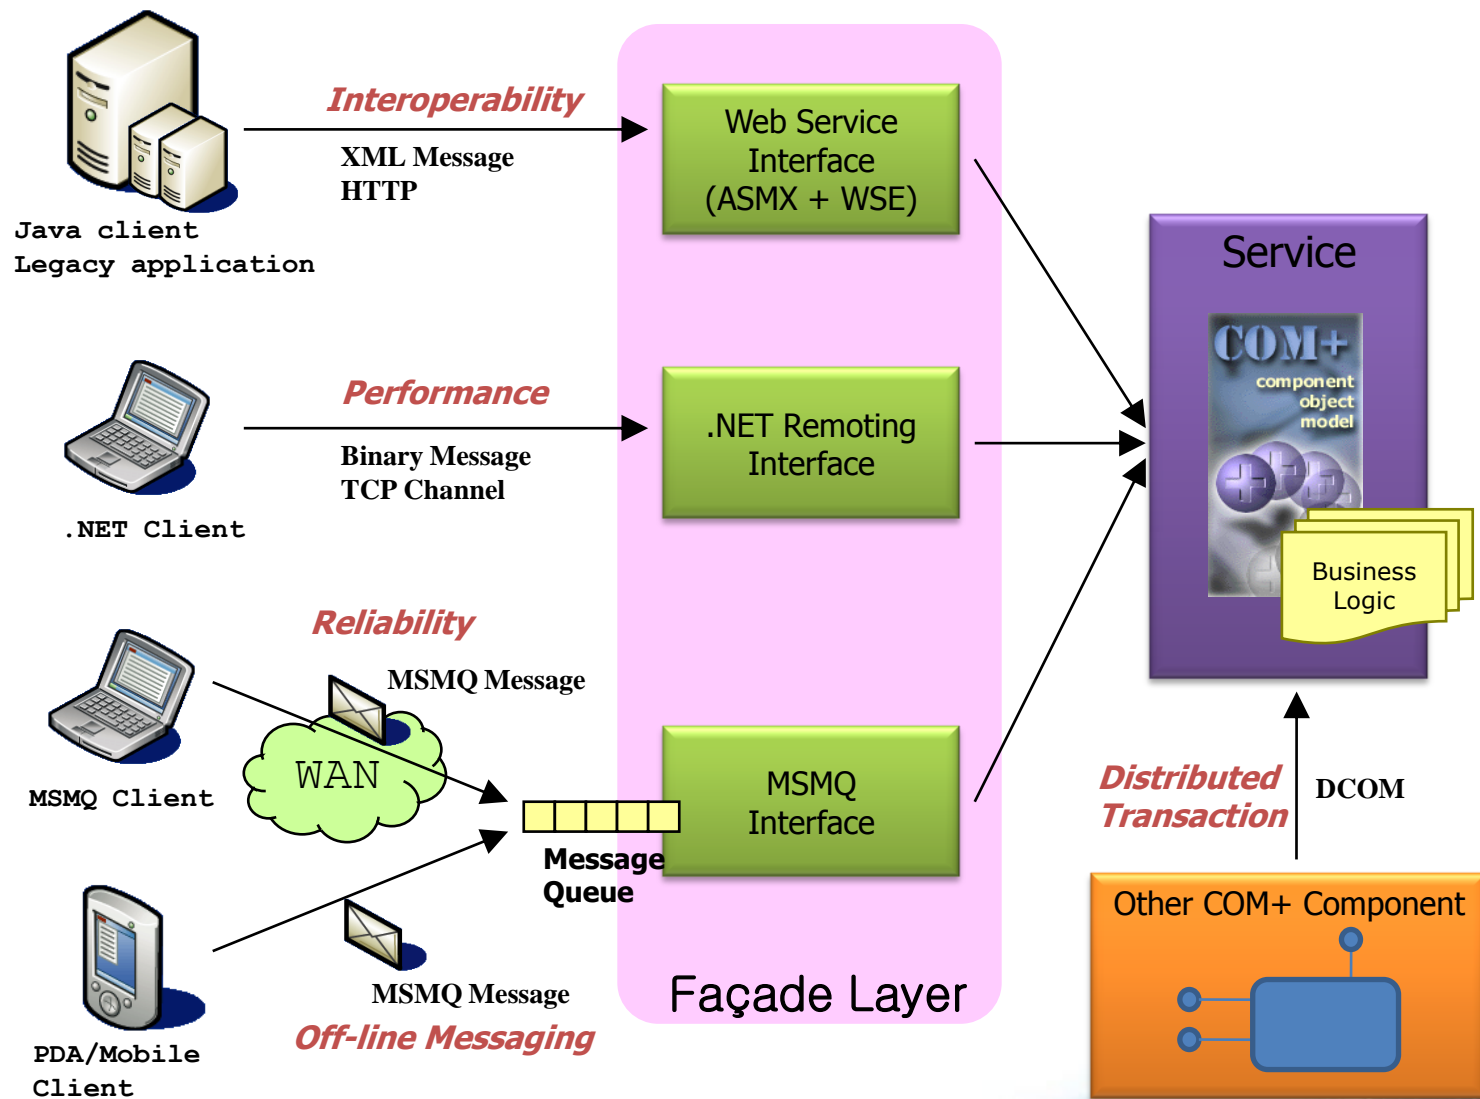 Interoperability
XML Message
HTTP
Java client
Legacy application
Web Service
Interface
(ASMX + WSE)
Service
COM+
component
object
model
Business
Logic
Performance
Binary Message
TCP Channel
.NET Client
.NET Remoting
Interface
Reliability
MSMQ Message
WAN
MSMQ Client
Message
Queue
MSMQ
Interface
Distributed
Transaction
DCOM
Other COM+ Component
MSMQ Message
Off-line Messaging
PDA/Mobile
Client
Façade Layer